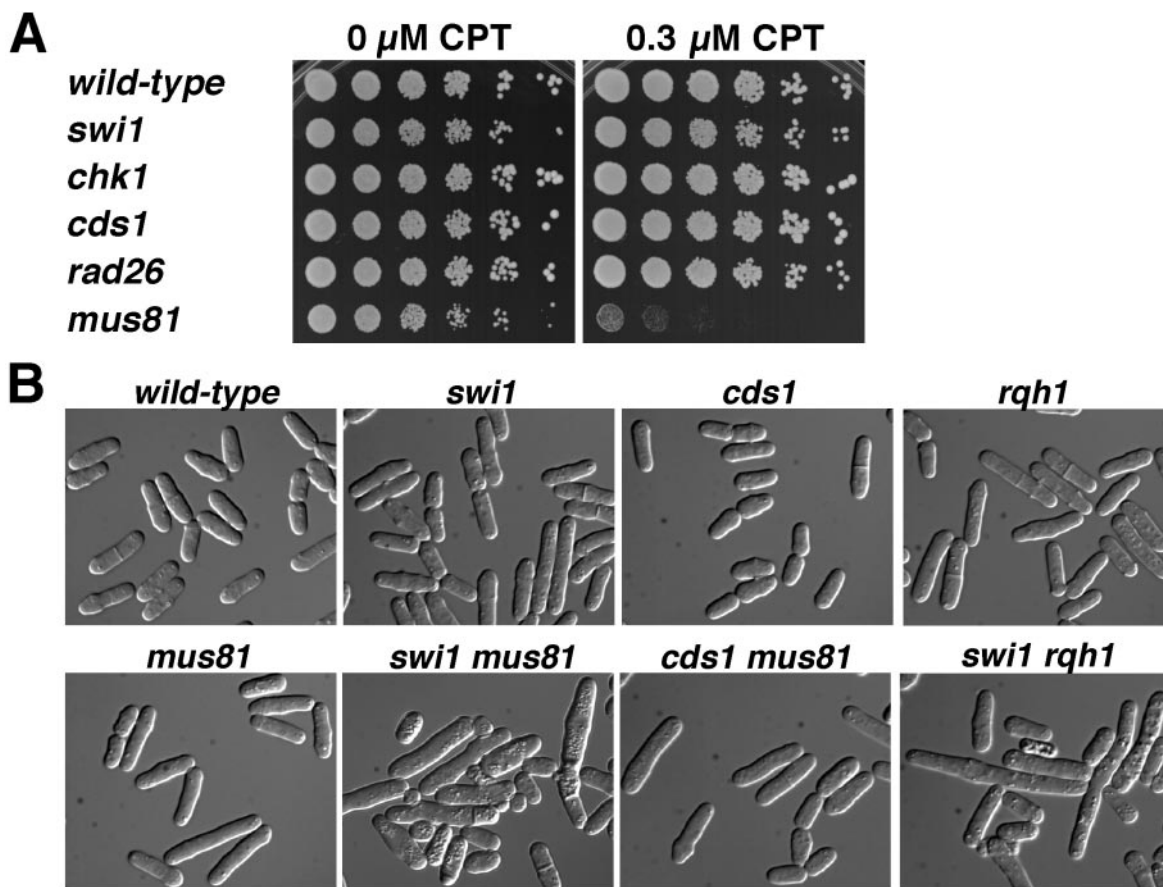 A
0 µM CPT 0.3 µM CPT
wild-type
swi1
chk1
cds1
rad26
mus81
B
wild-type swi1 cds1 rqh1
mus81 swi1 mus81 cds1 mus81 swi1 rqh1